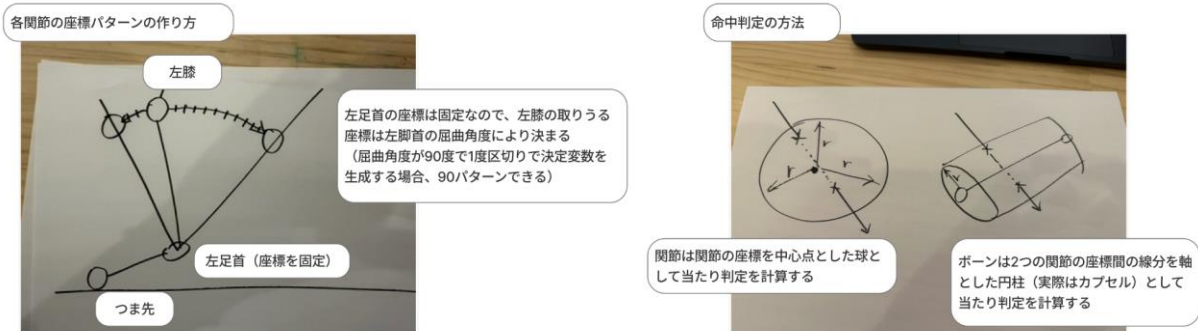 各関節の座標パターンの作り方
左膝
左足首の座標は固定なので、左膝の取りうる
座標は左脚首の屈曲角度により決まる
（屈曲角度が90度で1度区切りで決定変数を
生成する場合、90パターンできる）
左足首（座標を固定）
つま先
命中判定の方法
r
r
r
r
関節は関節の座標を中心点とした球と
して当たり判定を計算する
ボーンは2つの関節の座標間の線分を軸
とした円柱（実際はカプセル）として
当たり判定を計算する